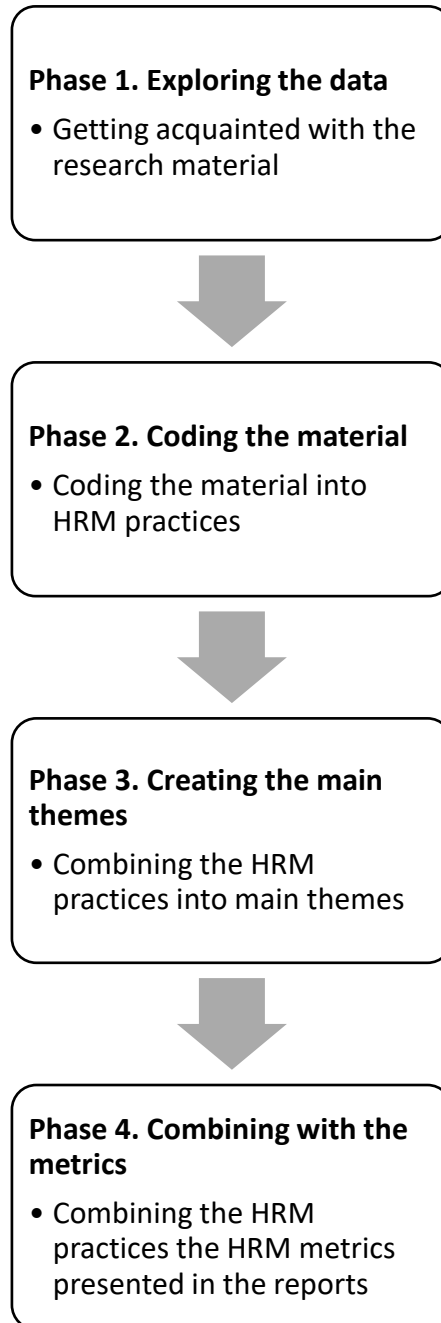 Phase 1. Exploring the data
• Getting acquainted with the
research material
Phase 2. Coding the material
• Coding the material into
HRM practices
Phase 3. Creating the main
themes
• Combining the HRM
practices into main themes
Phase 4. Combining with the
metrics
• Combining the HRM
practices the HRM metrics
presented in the reports